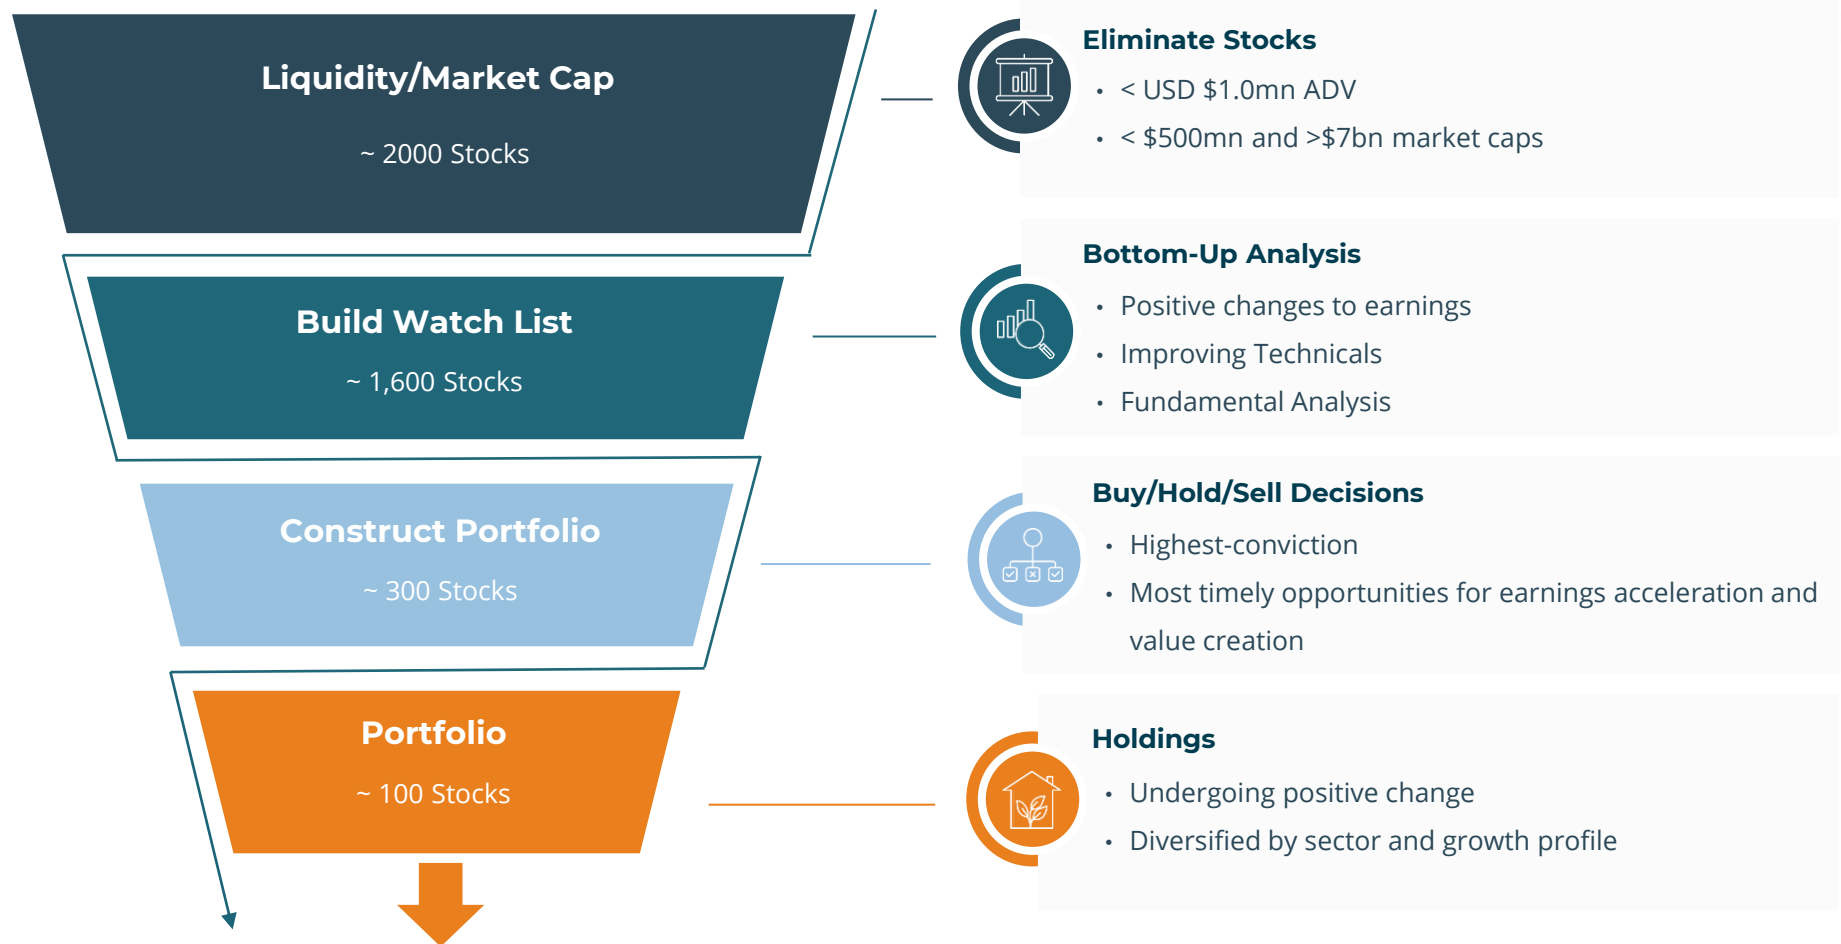 Liquidity/Market Cap
~ 2000 Stocks
Eliminate Stocks
• < USD $1.0mn ADV
• < $500mn and >$7bn market caps
Build Watch List
~ 1,600 Stocks
Bottom-Up Analysis
• Positive changes to earnings
• Improving Technicals
• Fundamental Analysis
Construct Portfolio
~ 300 Stocks
Buy/Hold/Sell Decisions
• Highest-conviction
• Most timely opportunities for earnings acceleration and
value creation
Portfolio
~ 100 Stocks
Holdings
• Undergoing positive change
• Diversified by sector and growth profile